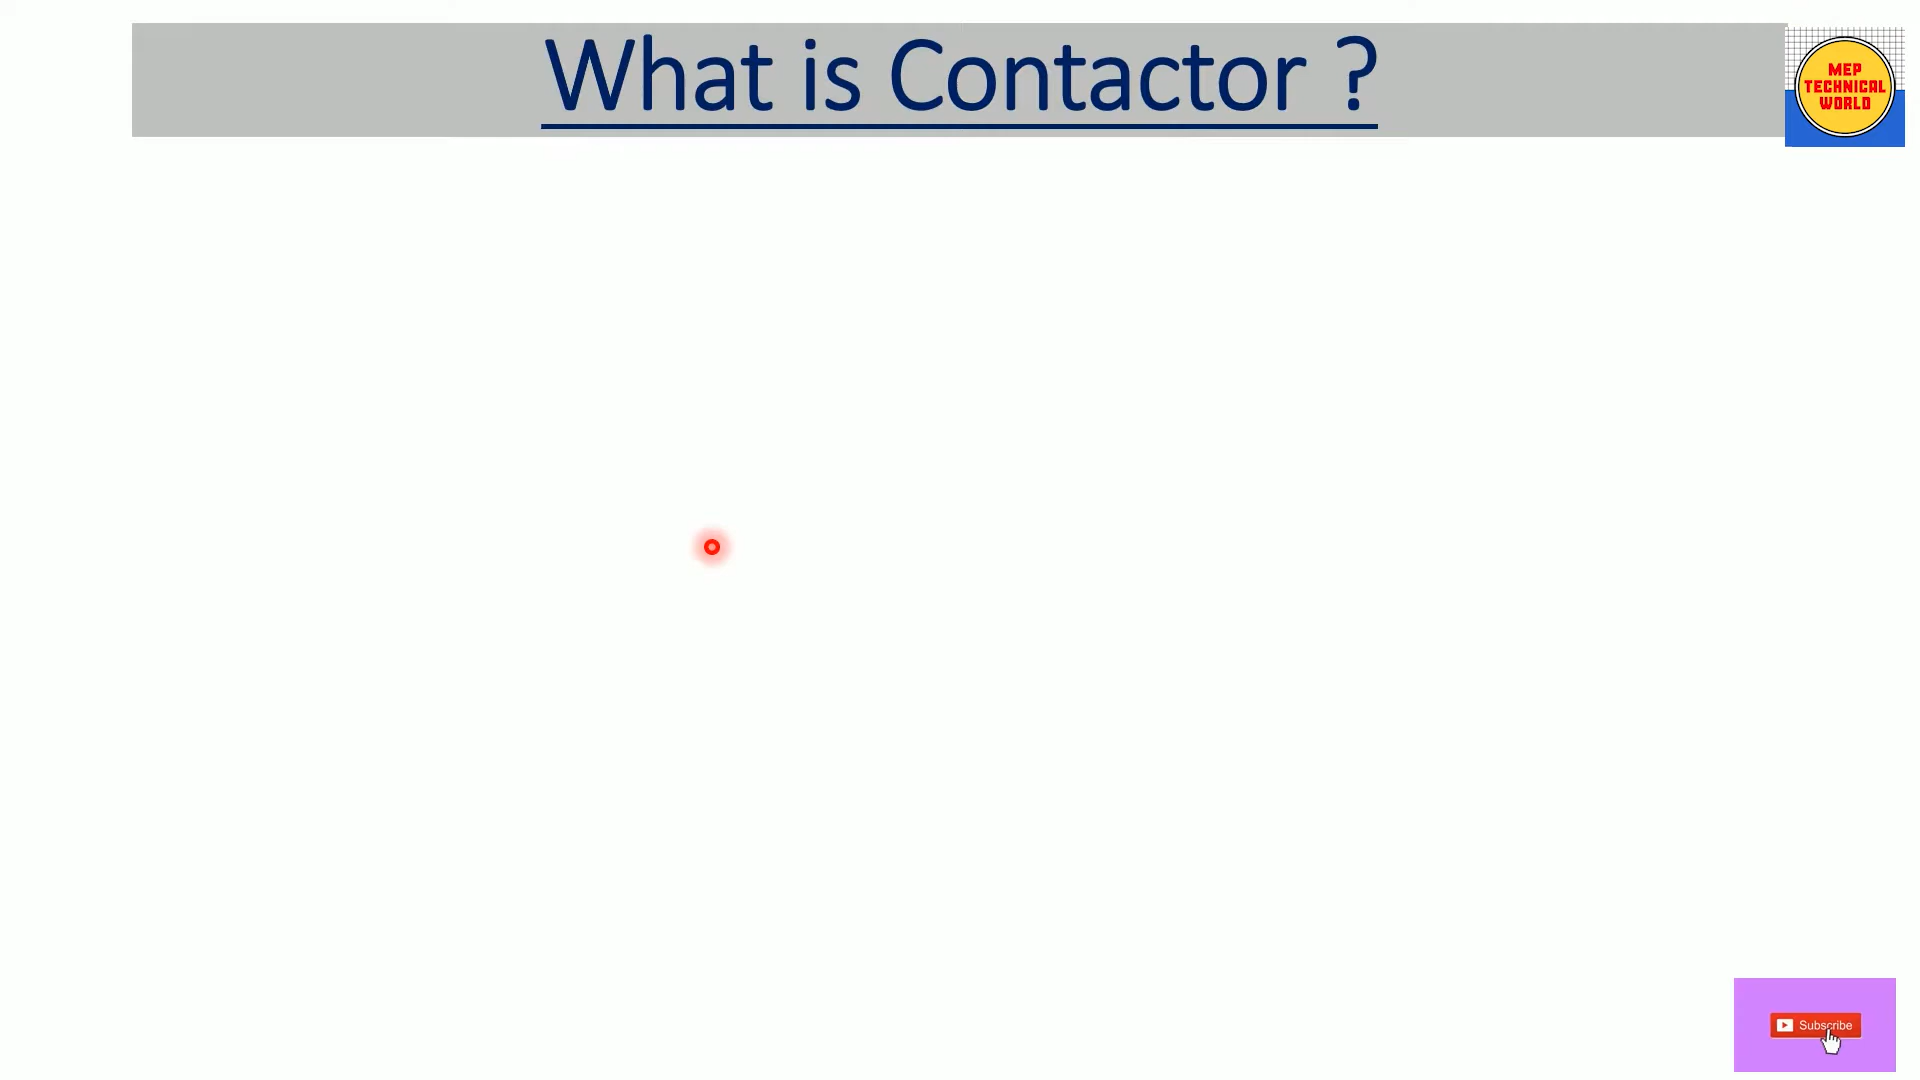 What is Contactor ?
MEP
TECHNICAL
WORLD
Subscribe